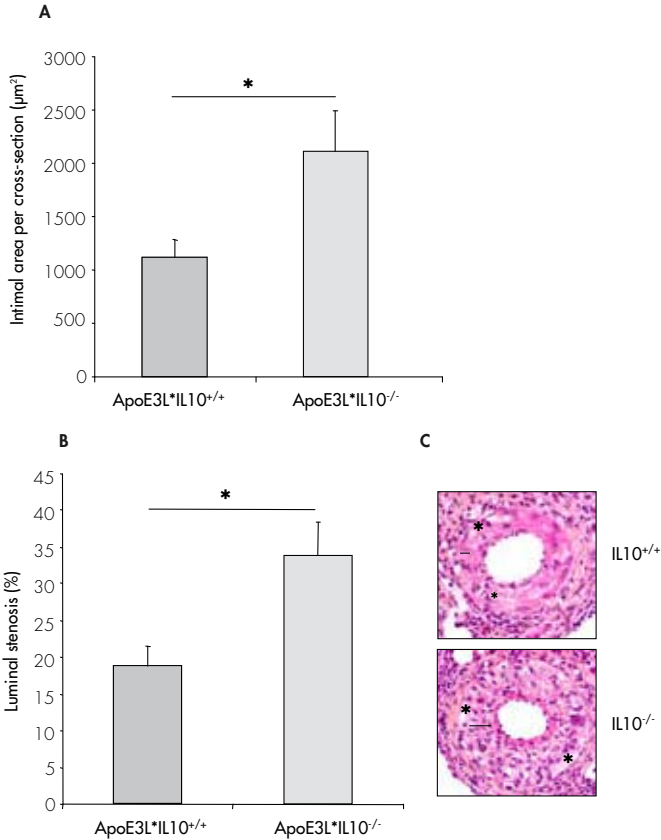 A
Intimal area per cross-section (µm²)
3000
2500
2000
1500
1000
500
0
*
ApoE3L*IL10+/+
ApoE3L*IL10-/-
B
C
Luminal stenosis (%)
45
40
35
30
25
20
15
10
5
0
*
ApoE3L*IL10+/+
ApoE3L*IL10-/-
*
*
IL10+/+
*
*
IL10-/-